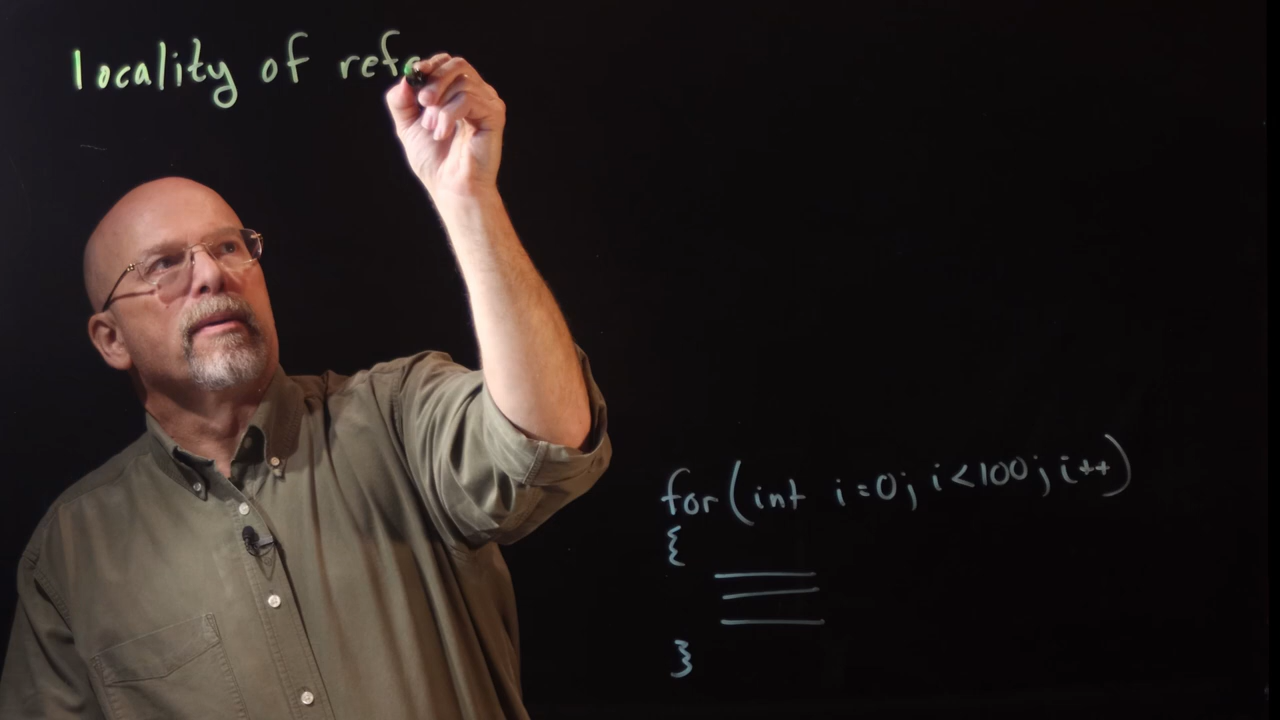 locality of refe
for(int i=0; i<100; i++)
{
}